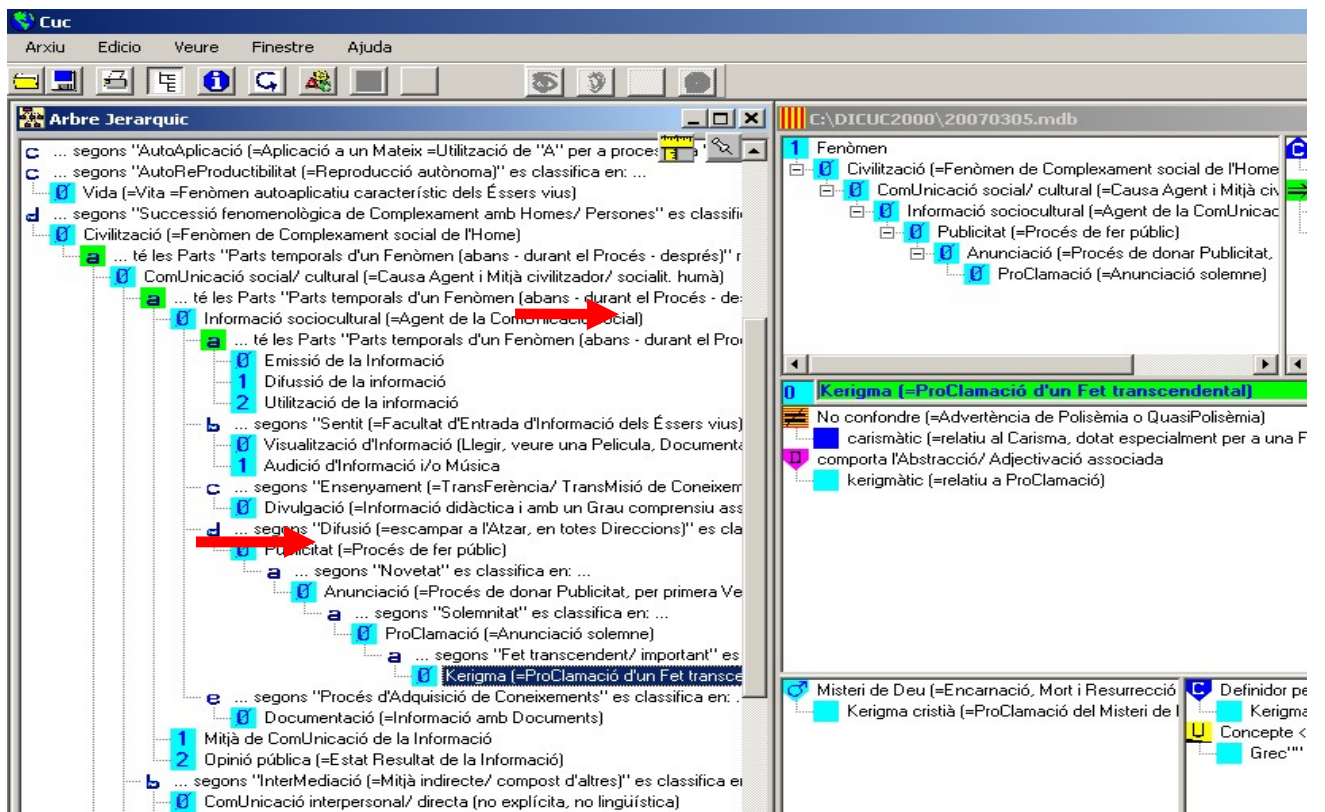 Cuc
Arxiu Edicio Veure Finestre Ajuda
Arbre Jerarquic
c ... segons "AutoAplicació (=Aplicació a un Mateix =Utilització de "A" per a proces
c ... segons "AutoReProductibilitat (=Reproducció autònoma)" es classifica en: ...
0 Vida (=Vita =Fenòmen autoaplicatiu característic dels Éssers vius)
d ... segons "Successió fenomenològica de Complexament amb Homes/ Persones" es classifi
0 Civilització (=Fenòmen de Complexament social de l'Home)
a ... té les Parts "Parts temporals d'un Fenòmen (abans - durant el Procés - després)" r
0 ComUnicació social/ cultural (=Causa Agent i Mitjà civilitzador/ socialit. humà)
a ... té les Parts "Parts temporals d'un Fenòmen (abans - durant el Procés - de
0 Informació sociocultural (=Agent de la ComUnicació social)
a ... té les Parts "Parts temporals d'un Fenòmen (abans - durant el Pro
0 Emissió de la Informació
1 Difussió de la informació
2 Utilització de la informació
b ... segons "Sentit (=Facultat d'Entrada d'Informació dels Éssers vius)
0 Visualització d'Informació (Llegir, veure una Pelicula, Documenta
1 Audició d'Informació i/o Música
c ... segons "Ensenyament (=TransFerència/ TransMisió de Coneixem
0 Divulgació (=Informació didàctica i amb un Grau comprensiu ass
d ... segons "Difusió (=escampar a l'Atzar, en totes Direccions)" es cla
0 Publicitat (=Procés de fer públic)
a ... segons "Novetat" es classifica en: ...
0 Anunciació (=Procés de donar Publicitat, per primera Ve
a ... segons "Solemnitat" es classifica en: ...
0 ProClamació (=Anunciació solemne)
a ... segons "Fet transcendent/ important" es
0 Kerigma (=ProClamació d'un Fet transce
e ... segons "Procés d'Adquisició de Coneixements" es classifica en: .
0 Documentació (=Informació amb Documents)
1 Mitjà de ComUnicació de la Informació
2 Opinió pública (=Estat Resultat de la Informació)
b ... segons "InterMediació (=Mitjà indirecte/ compost d'altres)" es classifica en
0 ComUnicació interpersonal/ directa (no explícita, no lingüística)
C:\DICUC2000\20070305.mdb
1 Fenòmen
0 Civilització (=Fenòmen de Complexament social de l'Home
0 ComUnicació social/ cultural (=Causa Agent i Mitjà civ
0 Informació sociocultural (=Agent de la ComUnicac
0 Publicitat (=Procés de fer públic)
0 Anunciació (=Procés de donar Publicitat,
0 ProClamació (=Anunciació solemne)
C
0 Kerigma (=ProClamació d'un Fet transcendental)
No confondre (=Advertència de Polisèmia o QuasiPolisèmia)
carismàtic (=relatiu al Carisma, dotat especialment per a una F
D comporta l'Abstracció/ Adjectivació associada
kerigmàtic (=relatiu a ProClamació)
Misteri de Deu (=Encarnació, Mort i Resurrecció
Kerigma cristià (=ProClamació del Misteri de
C Definidor pe
Kerigma
U Concepte <
Grec""